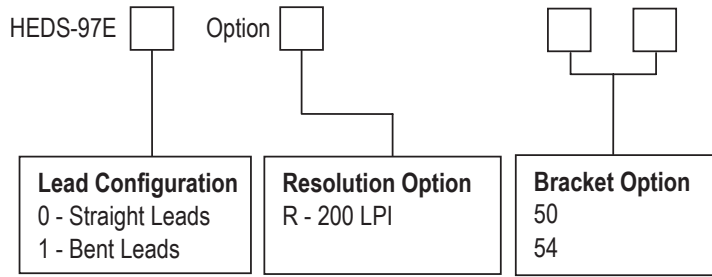 HEDS-97E Option
Lead Configuration
0 - Straight Leads
1 - Bent Leads
Resolution Option
R - 200 LPI
Bracket Option
50
54